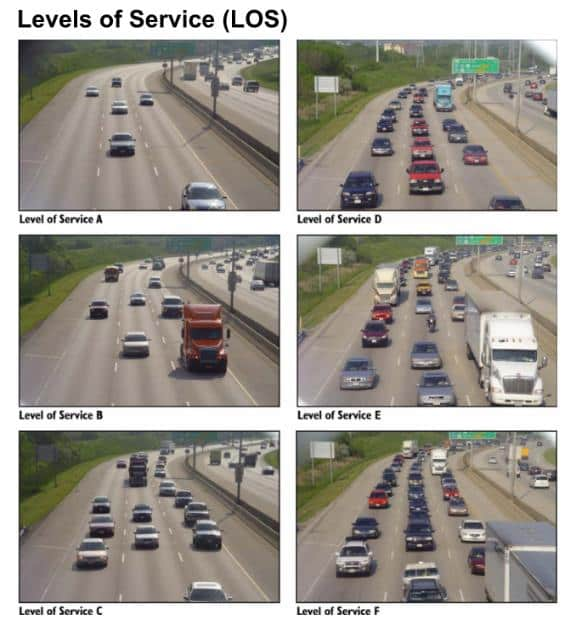 Levels of Service (LOS)
Level of Service A
Level of Service D
Level of Service B
Level of Service E
Level of Service C
Level of Service F